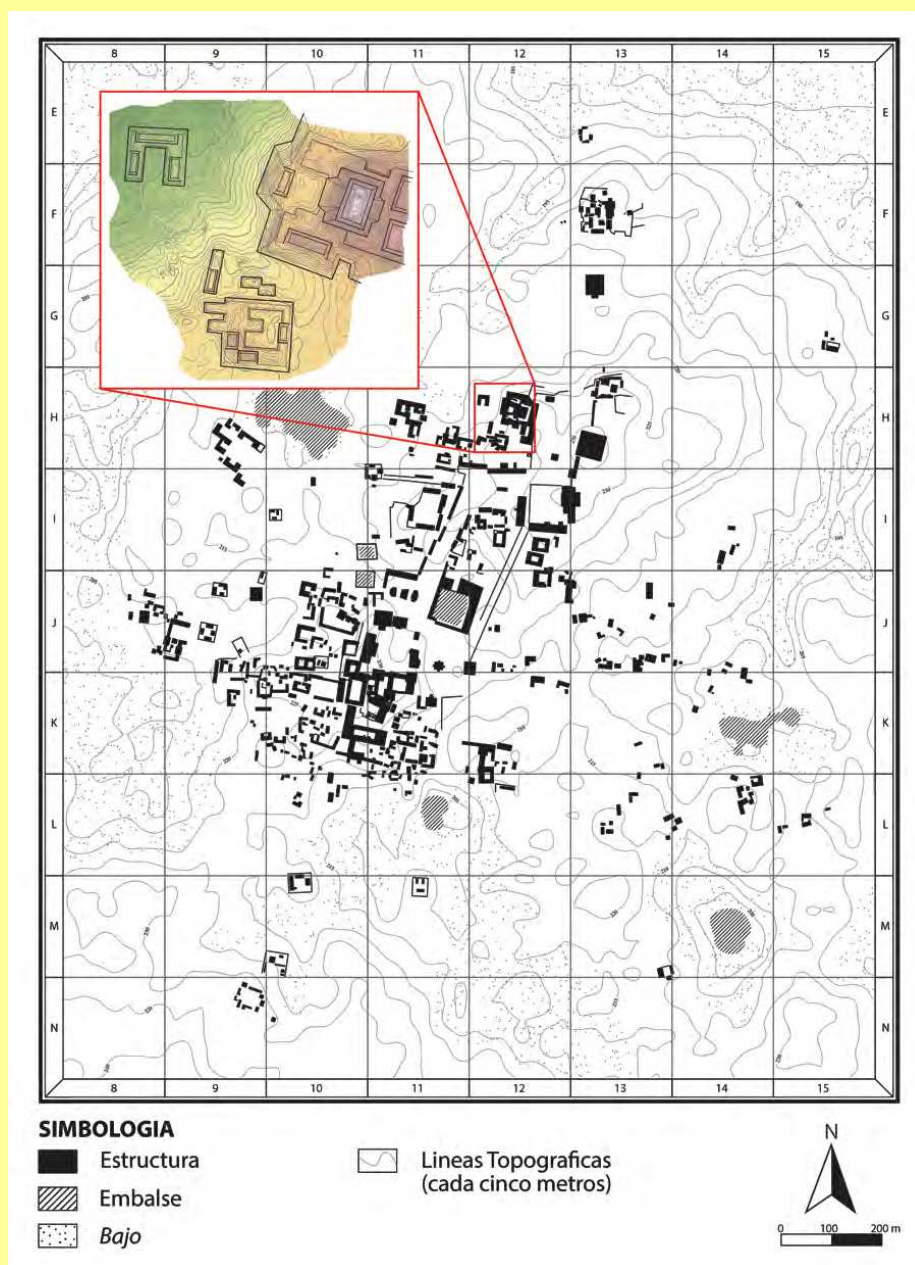 8 9 10 11 12 13 14 15
E E
F F
G G
H H
I I
J J
K K
L L
M M
N N
8 9 10 11 12 13 14 15
SIMBOLOGIA
Estructura
Embalse
Bajo
Lineas Topograficas
(cada cinco metros)
N
0 100 200 m